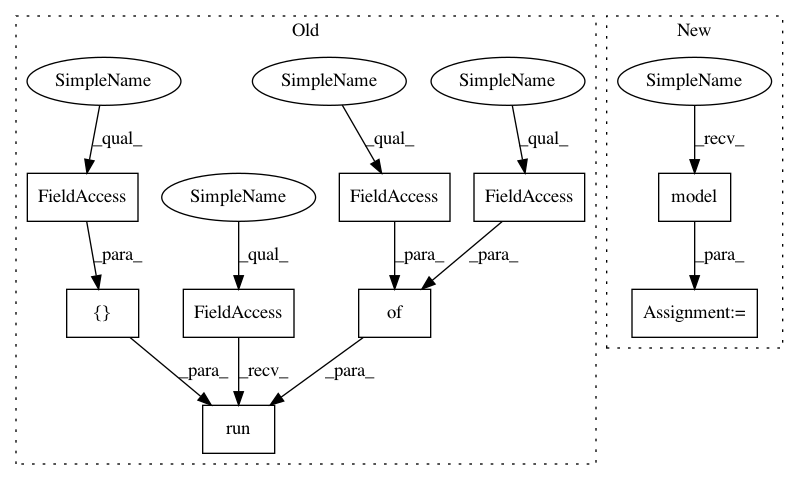 Old
New
SimpleName
SimpleName
SimpleName
SimpleName
_qual_
_qual_
_qual_
_recv_
FieldAccess
SimpleName
FieldAccess
FieldAccess
model
_para_
_qual_
_para_
_para_
_para_
{}
FieldAccess
of
Assignment:=
_para_
_recv_
_para_
run